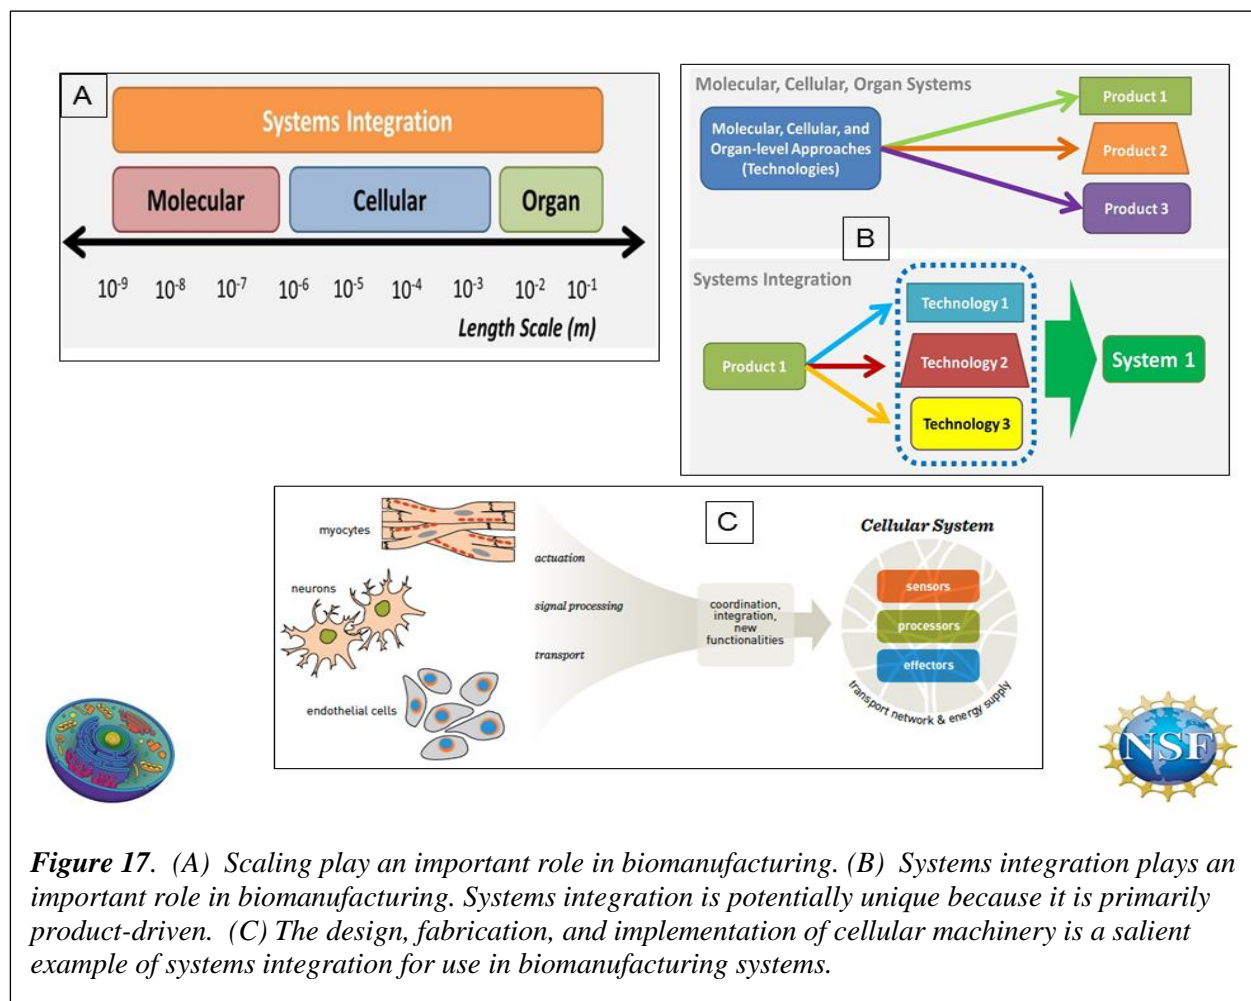 A
Systems Integration
Molecular
Cellular
Organ
10-9 10-8 10-7 10-6 10-5 10-4 10-3 10-2 10-1
Length Scale (m)
Molecular, Cellular, Organ Systems
Molecular, Cellular, and
Organ-level Approaches
(Technologies)
Product 1
Product 2
Product 3
B
Systems Integration
Product 1
Technology 1
Technology 2
Technology 3
System 1
C
myocytes
neurons
endothelial cells
actuation
signal processing
transport
coordination,
integration,
new
functionalities
Cellular System
sensors
processors
effectors
transport network & energy supply
NSF
Figure 17. (A) Scaling play an important role in biomanufacturing. (B) Systems integration plays an
important role in biomanufacturing. Systems integration is potentially unique because it is primarily
product-driven. (C) The design, fabrication, and implementation of cellular machinery is a salient
example of systems integration for use in biomanufacturing systems.